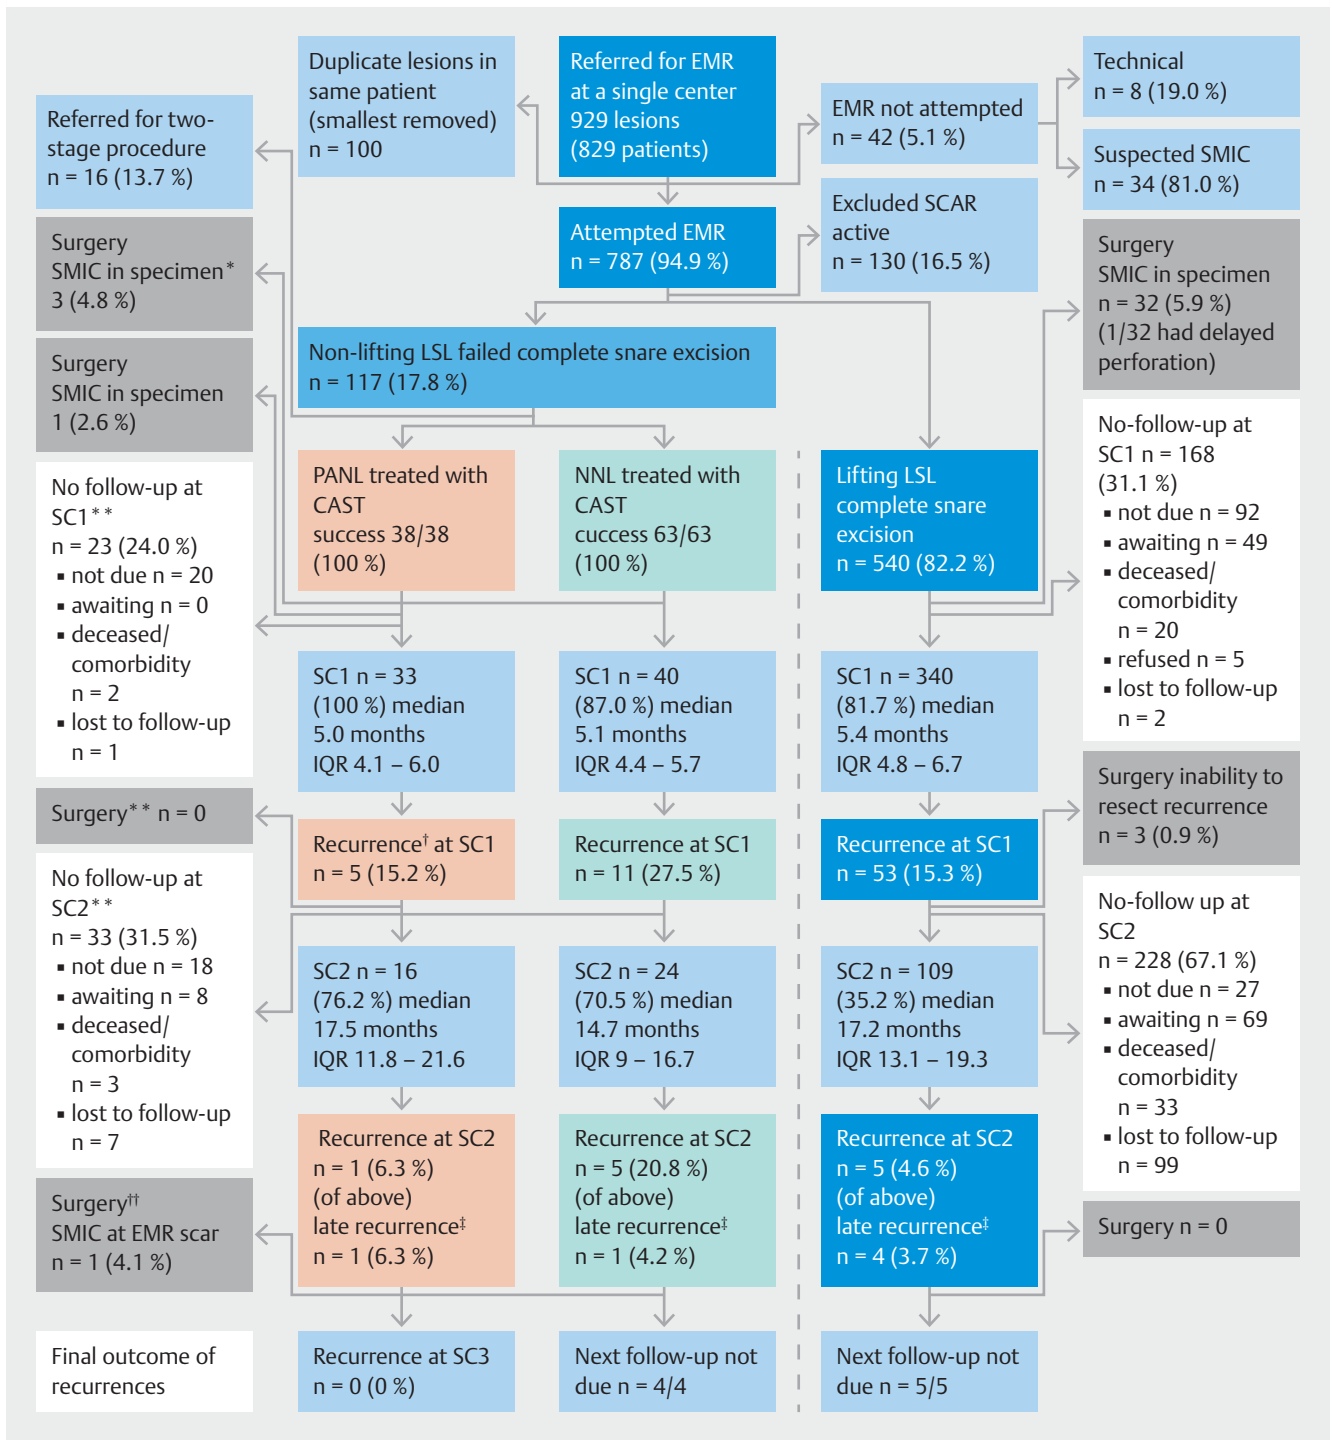 Duplicate lesions in
same patient
(smallest removed)
n = 100
Referred for EMR
at a single center
929 lesions
(829 patients)
EMR not attempted
n = 42 (5.1 %)
Technical
n = 8 (19.0 %)
Suspected SMIC
n = 34 (81.0 %)
Referred for two-
stage procedure
n = 16 (13.7 %)
Attempted EMR
n = 787 (94.9 %)
Excluded SCAR
active
n = 130 (16.5 %)
Surgery
SMIC in specimen*
3 (4.8 %)
Surgery
SMIC in specimen
n = 32 (5.9 %)
(1/32 had delayed
perforation)
Non-lifting LSL failed complete snare excision
n = 117 (17.8 %)
Surgery
SMIC in specimen
1 (2.6 %)
No-follow-up at
SC1 n = 168
(31.1 %)
▪ not due n = 92
▪ awaiting n = 49
▪ deceased/
comorbidity
n = 20
▪ refused n = 5
▪ lost to follow-up
n = 2
PANL treated with
CAST
success 38/38
(100 %)
NNL treated with
CAST
cuccess 63/63
(100 %)
Lifting LSL
complete snare
excision
n = 540 (82.2 %)
No follow-up at
SC1**
n = 23 (24.0 %)
▪ not due n = 20
▪ awaiting n = 0
▪ deceased/
comorbidity
n = 2
▪ lost to follow-up
n = 1
SC1 n = 33
(100 %) median
5.0 months
IQR 4.1 – 6.0
SC1 n = 40
(87.0 %) median
5.1 months
IQR 4.4 – 5.7
SC1 n = 340
(81.7 %) median
5.4 months
IQR 4.8 – 6.7
Surgery** n = 0
Surgery inability to
resect recurrence
n = 3 (0.9 %)
Recurrence† at SC1
n = 5 (15.2 %)
Recurrence at SC1
n = 11 (27.5 %)
Recurrence at SC1
n = 53 (15.3 %)
No follow-up at
SC2**
n = 33 (31.5 %)
▪ not due n = 18
▪ awaiting n = 8
▪ deceased/
comorbidity
n = 3
▪ lost to follow-up
n = 7
No-follow up at
SC2
n = 228 (67.1 %)
▪ not due n = 27
▪ awaiting n = 69
▪ deceased/
comorbidity
n = 33
▪ lost to follow-up
n = 99
SC2 n = 16
(76.2 %) median
17.5 months
IQR 11.8 – 21.6
SC2 n = 24
(70.5 %) median
14.7 months
IQR 9 – 16.7
SC2 n = 109
(35.2 %) median
17.2 months
IQR 13.1 – 19.3
Recurrence at SC2
n = 1 (6.3 %)
(of above)
late recurrence‡
n = 1 (6.3 %)
Recurrence at SC2
n = 5 (20.8 %)
(of above)
late recurrence‡
n = 1 (4.2 %)
Recurrence at SC2
n = 5 (4.6 %)
(of above)
late recurrence‡
n = 4 (3.7 %)
Surgery††
SMIC at EMR scar
n = 1 (4.1 %)
Surgery n = 0
Final outcome of
recurrences
Recurrence at SC3
n = 0 (0 %)
Next follow-up not
due n = 4/4
Next follow-up not
due n = 5/5